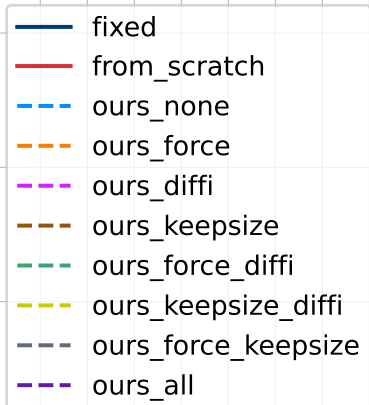 fixed
from_scratch
ours_none
ours_force
ours_diffi
ours_keepsize
ours_force_diffi
ours_keepsize_diffi
ours_force_keepsize
ours_all